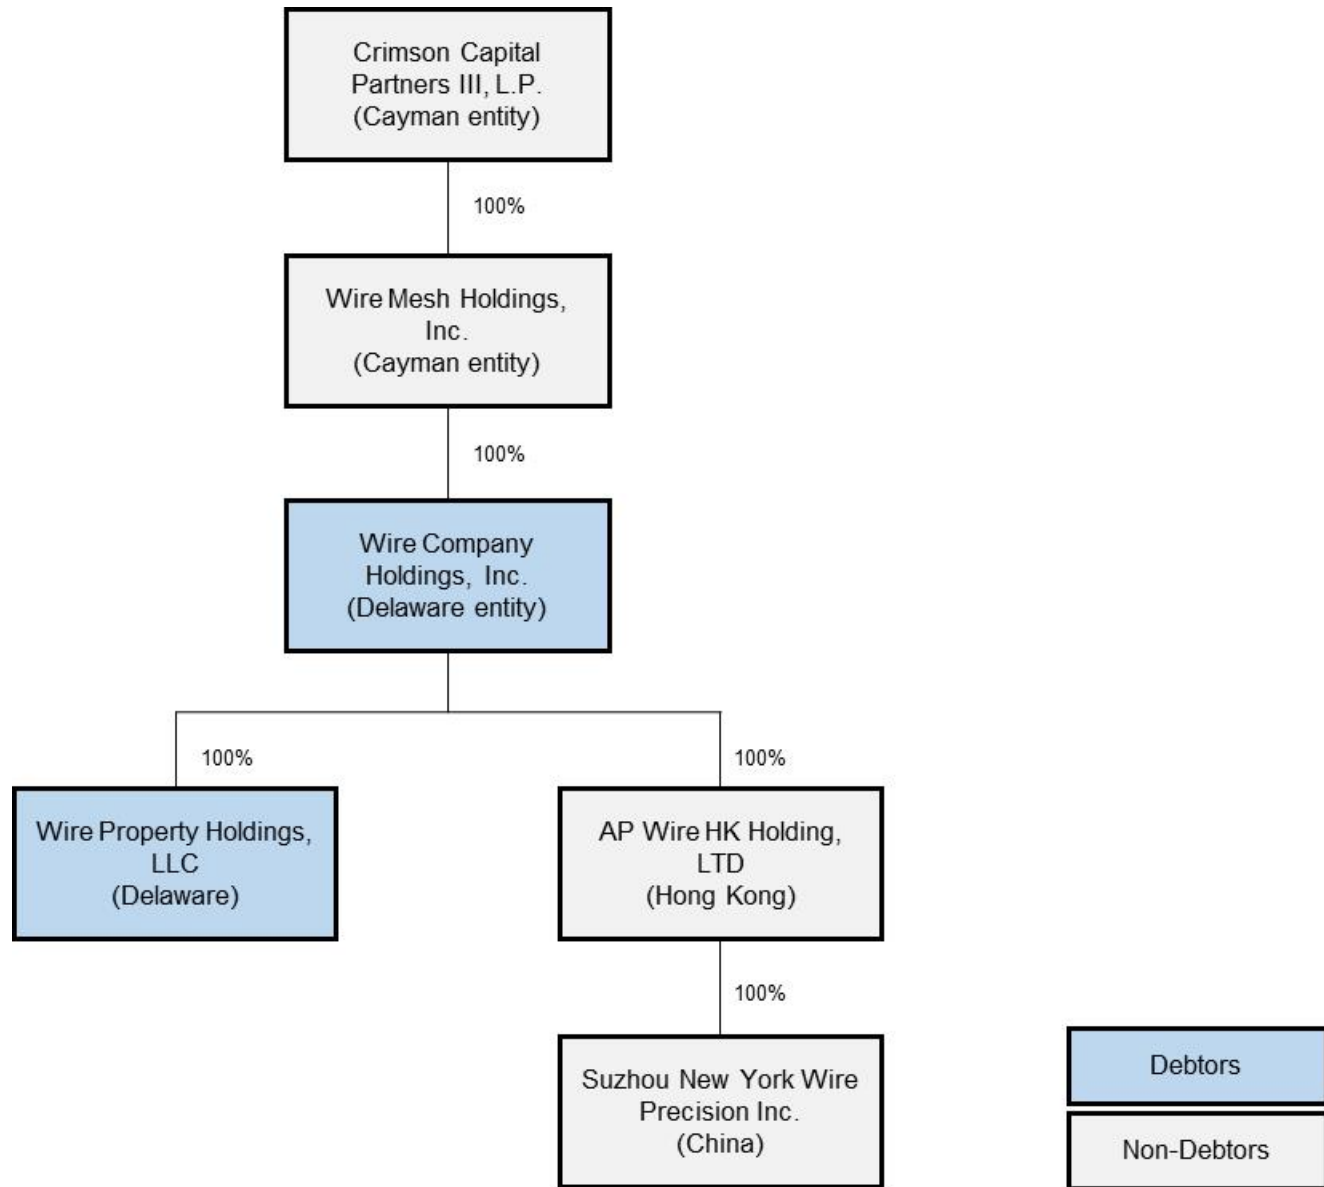 Crimson Capital
Partners III, L.P.
(Cayman entity)
100%
Wire Mesh Holdings,
Inc.
(Cayman entity)
100%
Wire Company
Holdings, Inc.
(Delaware entity)
100%
100%
Wire Property Holdings,
LLC
(Delaware)
AP Wire HK Holding,
LTD
(Hong Kong)
100%
Suzhou New York Wire
Precision Inc.
(China)
Debtors
Non-Debtors